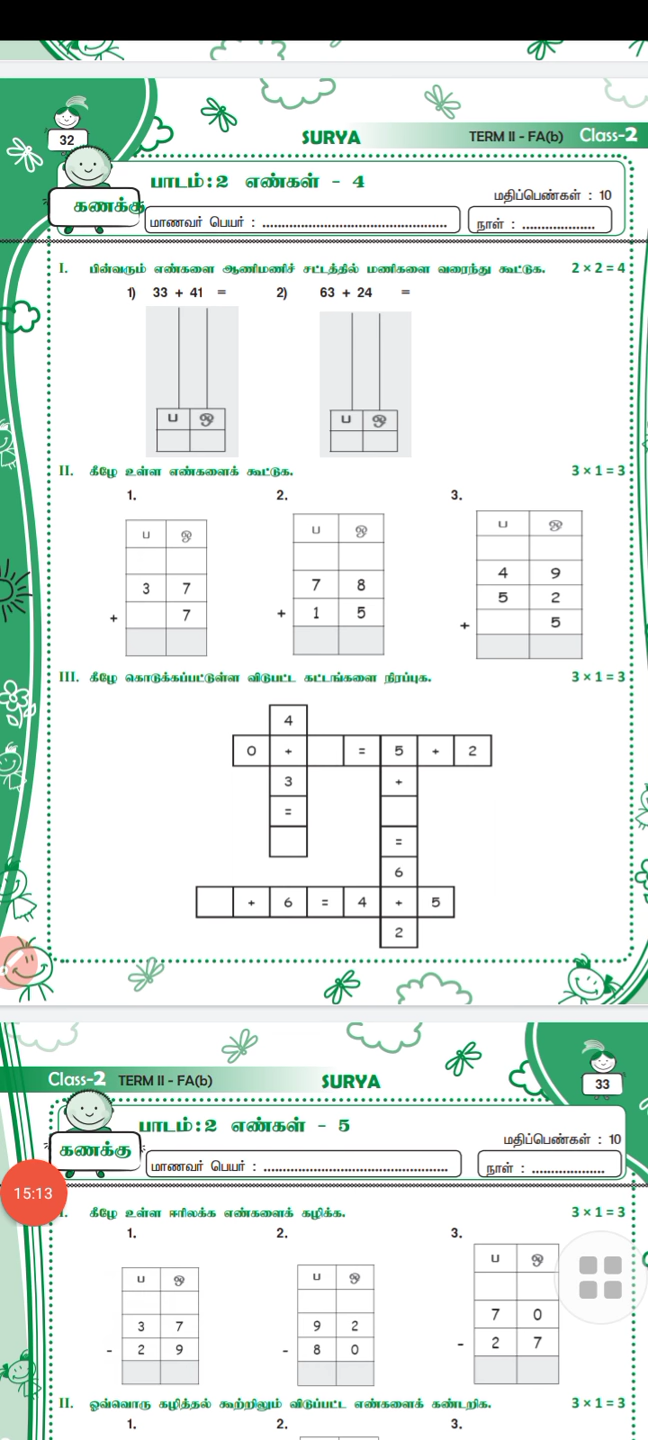 32
SURYA TERM II - FA(b) Class-2
பாடம்:2 எண்கள் - 4
கணக்கு
மதிப்பெண்கள் : 10
மாணவர் பெயர் : ................................................
நாள் : ...................
I. பின்வரும் எண்களை ஆணிமணிச் சட்டத்தில் மணிகளை வரைந்து கூட்டுக. 2 × 2 = 4
1) 33 + 41 = 2) 63 + 24 =
ப ஒ ப ஒ
II. கீழே உள்ள எண்களைக் கூட்டுக. 3 × 1 = 3
1. 2. 3.
ப ஒ ப ஒ ப ஒ
3 7 7 8 4 9
+ 7 + 1 5 5 2
+ 5
III. கீழே கொடுக்கப்பட்டுள்ள விடுபட்ட கட்டங்களை நிரப்புக. 3 × 1 = 3
4
0 + = 5 + 2
3 +
=
=
6
+ 6 = 4 + 5
2
Class-2 TERM II - FA(b) SURYA 33
பாடம்:2 எண்கள் - 5
கணக்கு
மதிப்பெண்கள் : 10
மாணவர் பெயர் : ................................................
நாள் : ...................
15:13
I. கீழே உள்ள ஈரிலக்க எண்களைக் கழிக்க. 3 × 1 = 3
1. 2. 3.
ப ஒ ப ஒ ப ஒ
3 7 9 2 7 0
- 2 9 - 8 0 - 2 7
II. ஒவ்வொரு கழித்தல் கூற்றிலும் விடுப்பட்ட எண்களைக் கண்டறிக. 3 × 1 = 3
1. 2. 3.